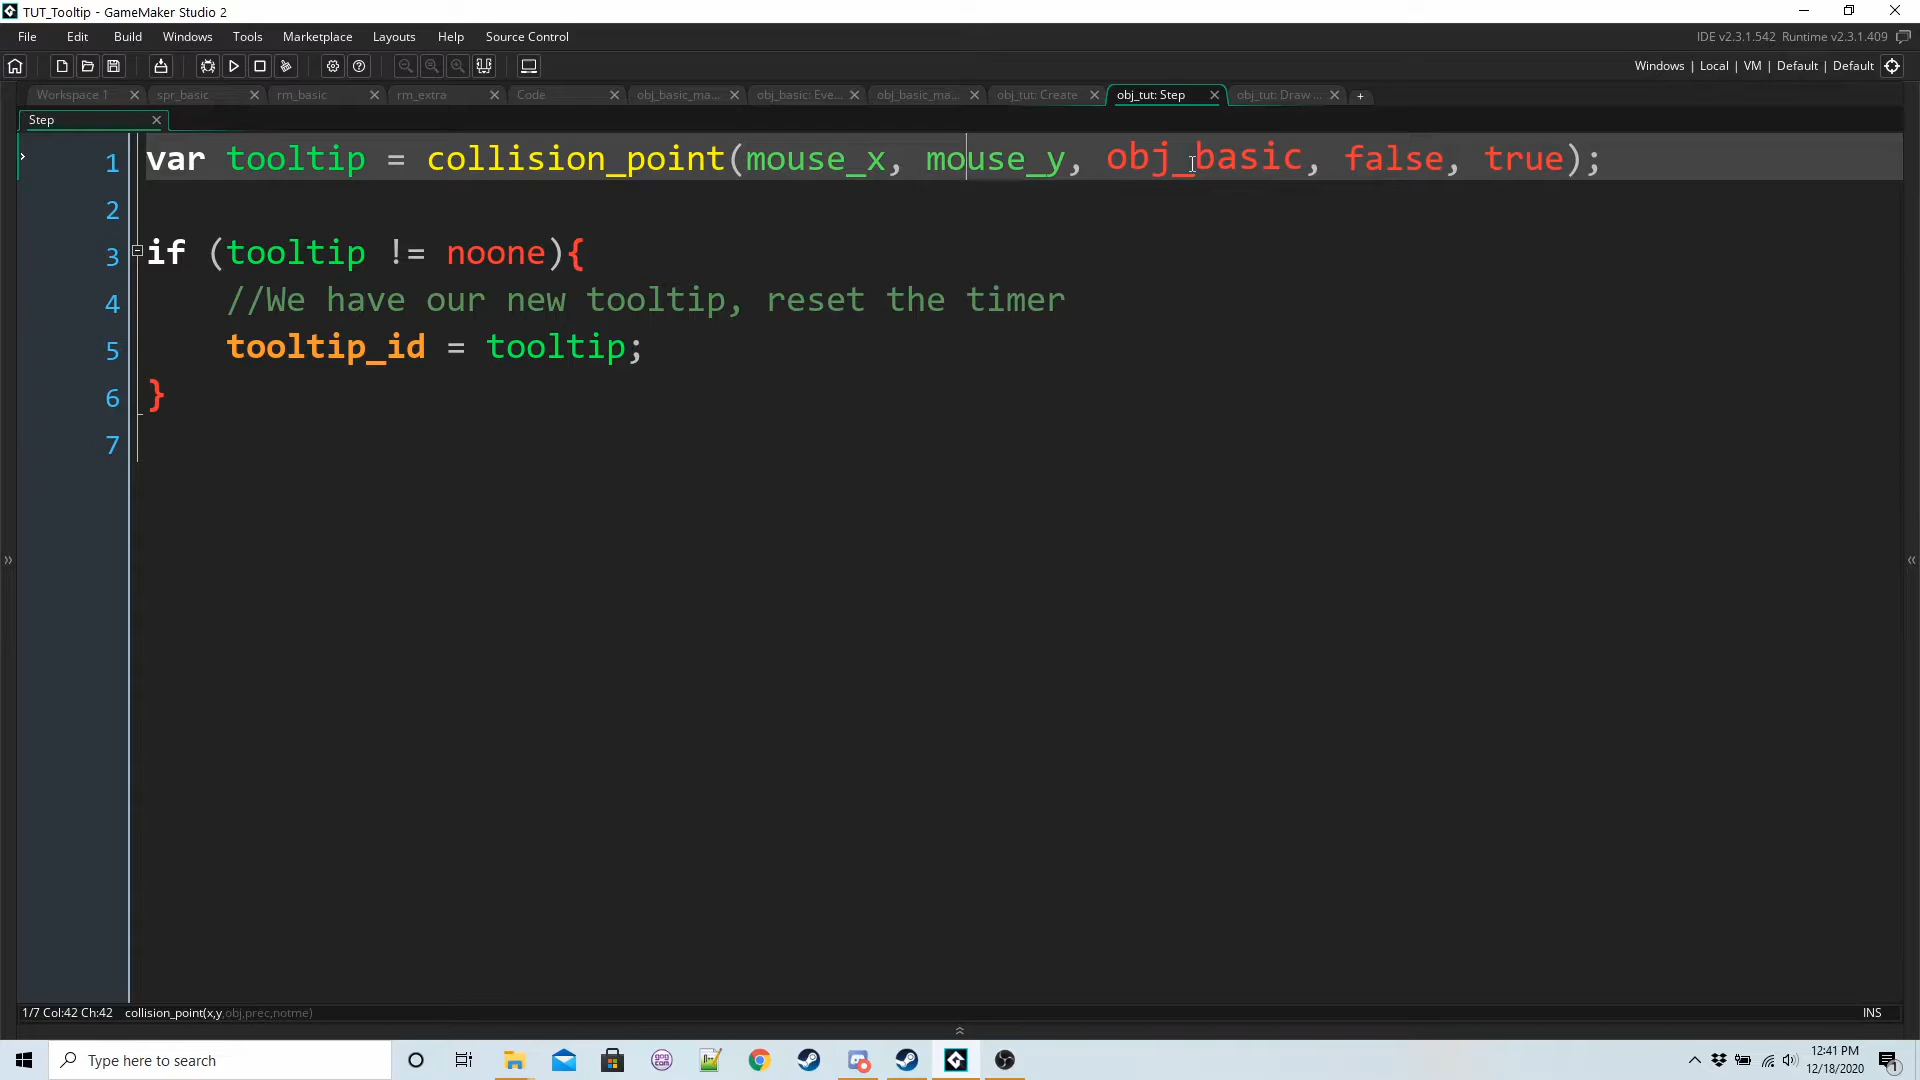 TUT_Tooltip - GameMaker Studio 2
File Edit Build Windows Tools Marketplace Layouts Help Source Control
IDE v2.3.1.542 Runtime v2.3.1.409
Windows | Local | VM | Default | Default
Workspace 1 spr_basic rm_basic rm_extra Code obj_basic_ma... obj_basic: Eve... obj_basic_ma... obj_tut: Create obj_tut: Step obj_tut: Draw ...
Step
1 var tooltip = collision_point(mouse_x, mouse_y, obj_basic, false, true);
2
3 if (tooltip != noone){
4 //We have our new tooltip, reset the timer
5 tooltip_id = tooltip;
6 }
7
1/7 Col:42 Ch:42 collision_point(x,y,obj,prec,notme)
INS
Type here to search
12:41 PM
12/18/2020
1